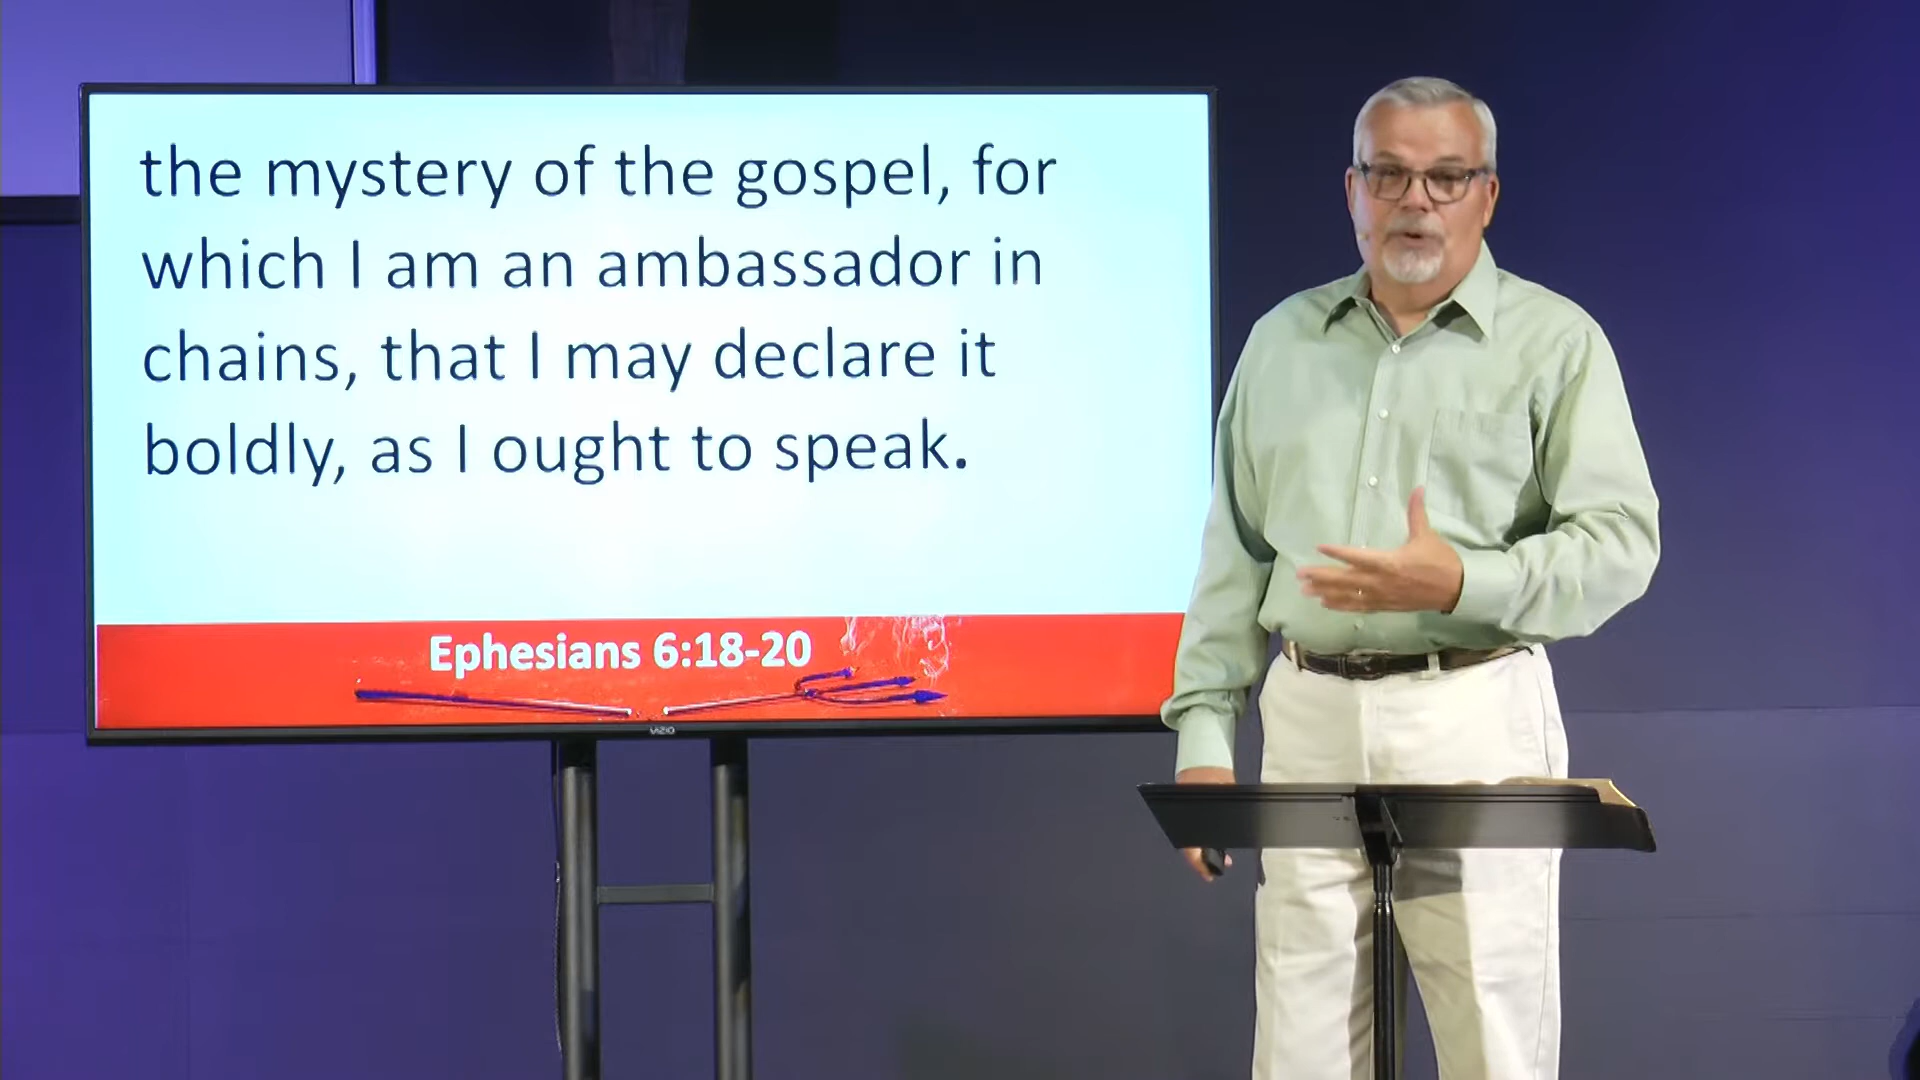 the mystery of the gospel, for
which I am an ambassador in
chains, that I may declare it
boldly, as I ought to speak.
Ephesians 6:18-20
VIZIO